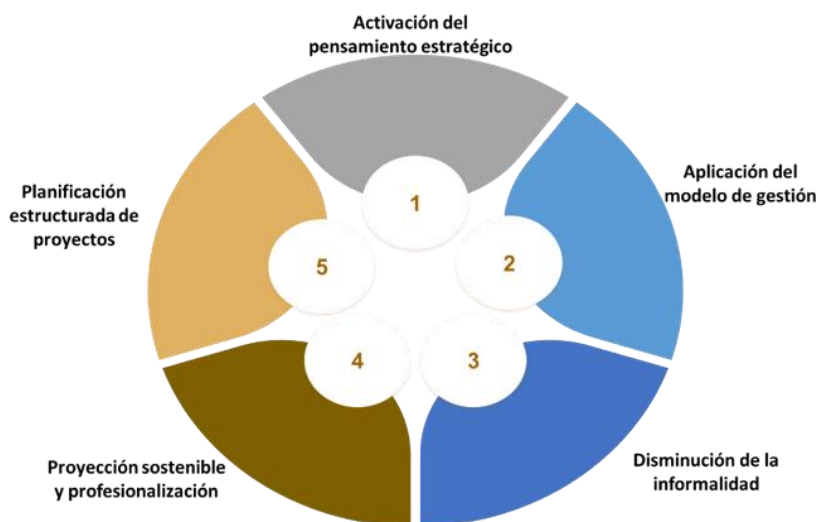 Activación del
pensamiento estratégico
1
Aplicación del
modelo de gestión
2
Disminución de la
informalidad
3
Proyección sostenible
y profesionalización
4
Planificación
estructurada de
proyectos
5